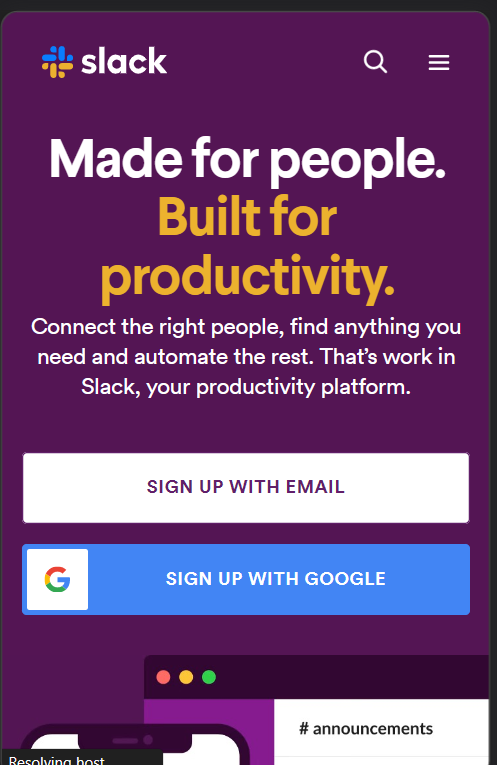 slack
Made for people.
Built for
productivity.
Connect the right people, find anything you
need and automate the rest. That’s work in
Slack, your productivity platform.
SIGN UP WITH EMAIL
SIGN UP WITH GOOGLE
# announcements
Resolving host